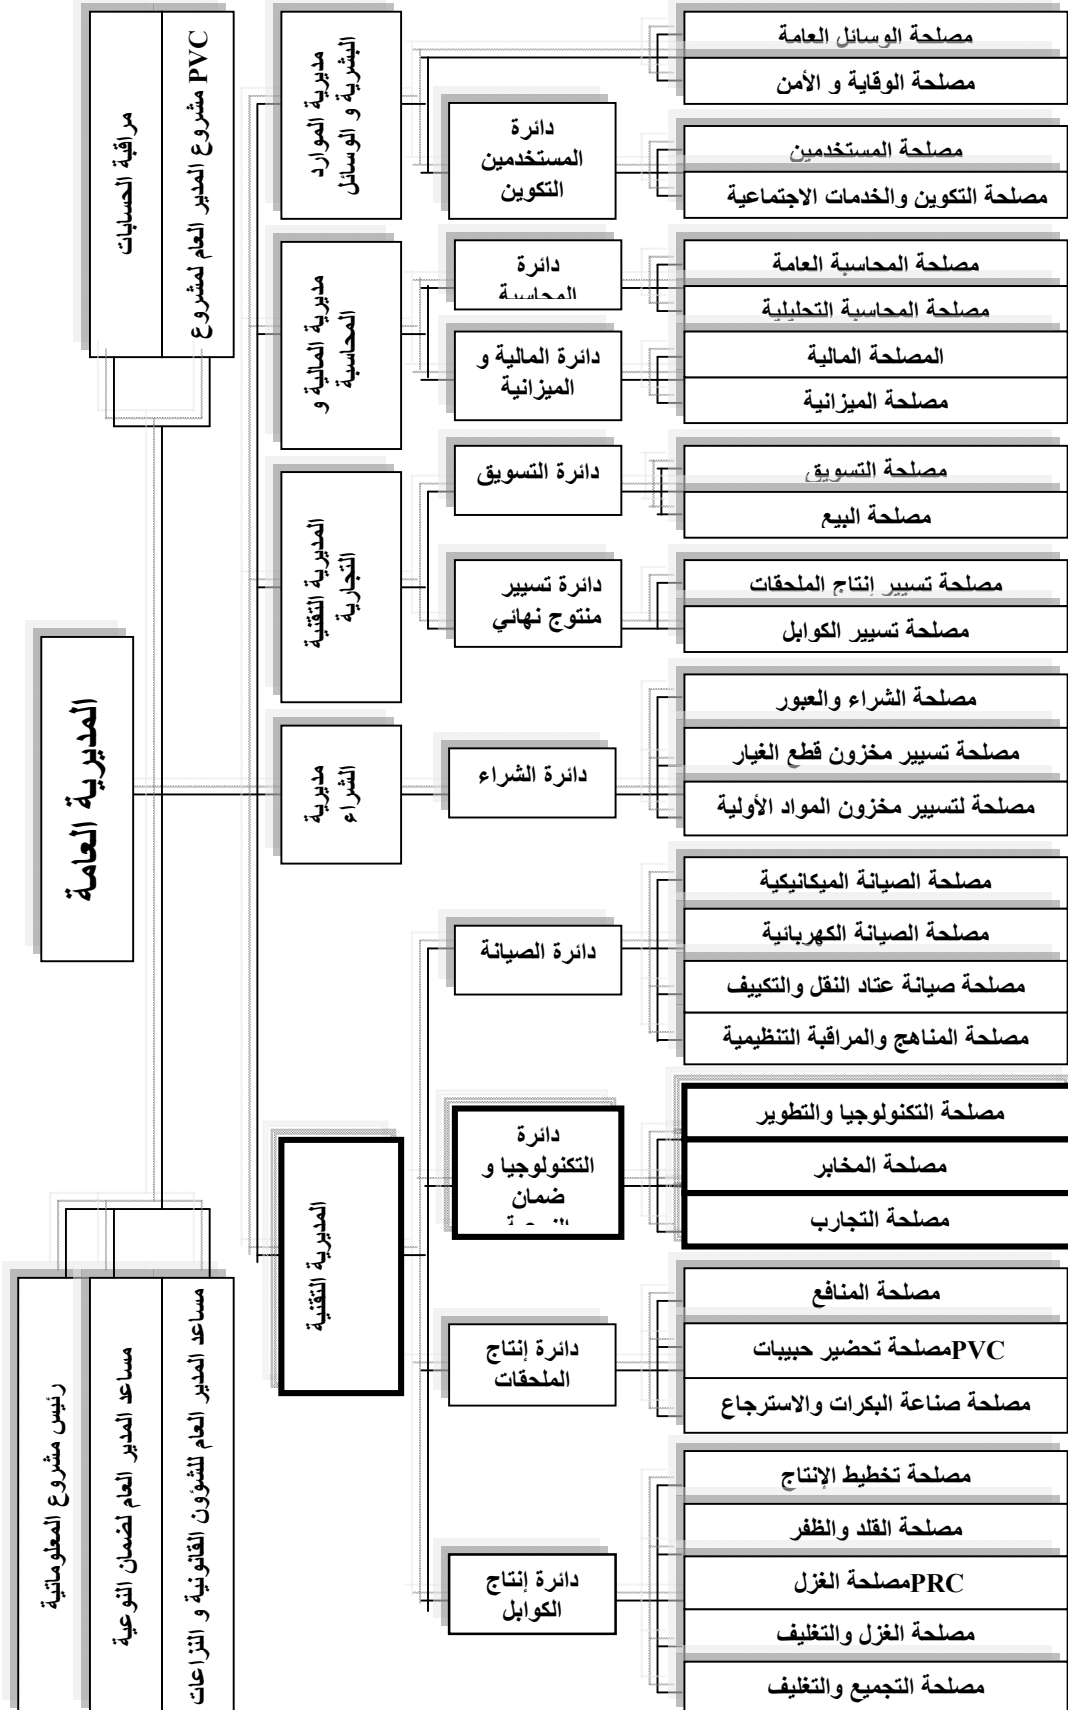 المديرية العامة
مراقبة الحسابات
مشروع المدير العام لمشروع PVC
رئيس مشروع المعلوماتية
مساعد المدير العام لضمان النوعية
مساعد المدير العام للشؤون القانونية و النزاعات
مديرية الموارد
البشرية و الوسائل
مصلحة الوسائل العامة
مصلحة الوقاية و الأمن
دائرة
المستخدمين
التكوين
مصلحة المستخدمين
مصلحة التكوين والخدمات الاجتماعية
مديرية المالية و
المحاسبة
دائرة
المحاسبة
مصلحة المحاسبة العامة
مصلحة المحاسبة التحليلية
دائرة المالية و
الميزانية
المصلحة المالية
مصلحة الميزانية
المديرية التقنية
التجارية
دائرة التسويق
مصلحة التسويق
مصلحة البيع
دائرة تسيير
منتوج نهائي
مصلحة تسيير إنتاج الملحقات
مصلحة تسيير الكوابل
مديرية
الشراء
دائرة الشراء
مصلحة الشراء والعبور
مصلحة تسيير مخزون قطع الغيار
مصلحة لتسيير مخزون المواد الأولية
المديرية التقنية
دائرة الصيانة
مصلحة الصيانة الميكانيكية
مصلحة الصيانة الكهربائية
مصلحة صيانة عتاد النقل والتكييف
مصلحة المناهج والمراقبة التنظيمية
دائرة
التكنولوجيا و
ضمان
مصلحة التكنولوجيا والتطوير
مصلحة المخابر
مصلحة التجارب
دائرة إنتاج
الملحقات
مصلحة المنافع
مصلحة تحضير حبيبات PVC
مصلحة صناعة البكرات والاسترجاع
دائرة إنتاج
الكوابل
مصلحة تخطيط الإنتاج
مصلحة القلد والظفر
مصلحة الغزل PRC
مصلحة الغزل والتغليف
مصلحة التجميع والتغليف